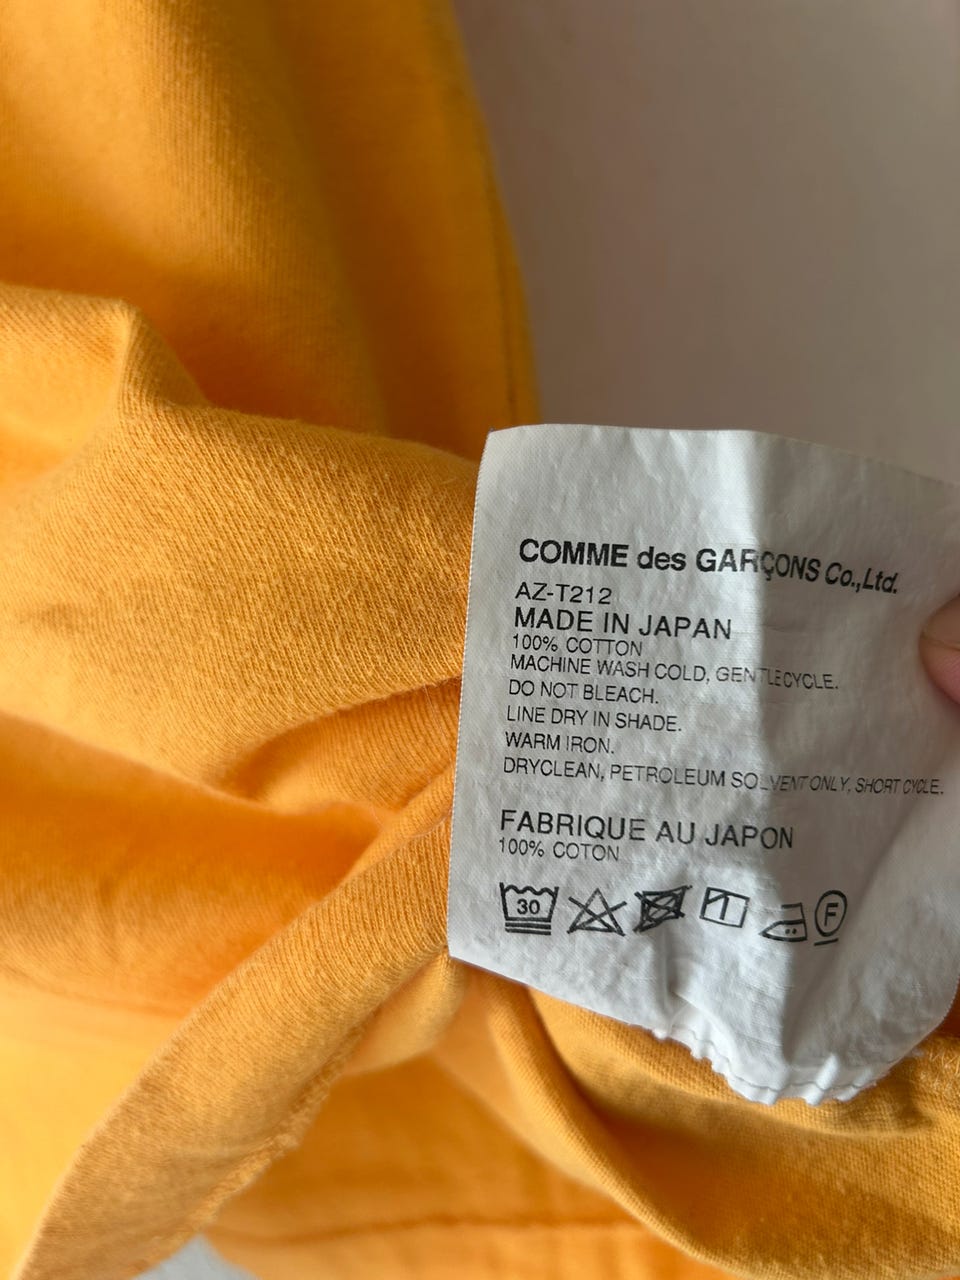 COMME des GARÇONS Co.,Ltd.
AZ-T212
MADE IN JAPAN
100% COTTON
MACHINE WASH COLD, GENTLECYCLE.
DO NOT BLEACH.
LINE DRY IN SHADE.
WARM IRON.
DRYCLEAN, PETROLEUM SOLVENT ONLY, SHORT CYCLE.
FABRIQUE AU JAPON
100% COTON
30
F